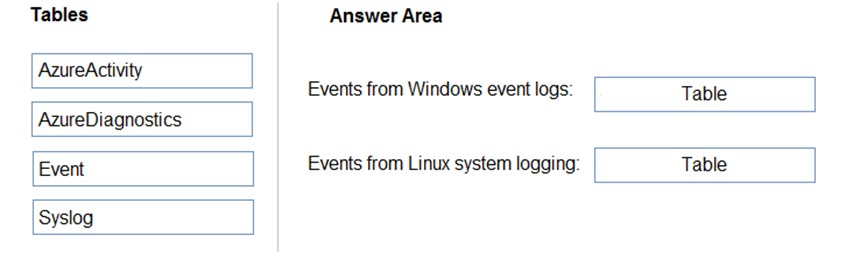 Tables
AzureActivity
AzureDiagnostics
Event
Syslog
Answer Area
Events from Windows event logs: Table
Events from Linux system logging: Table